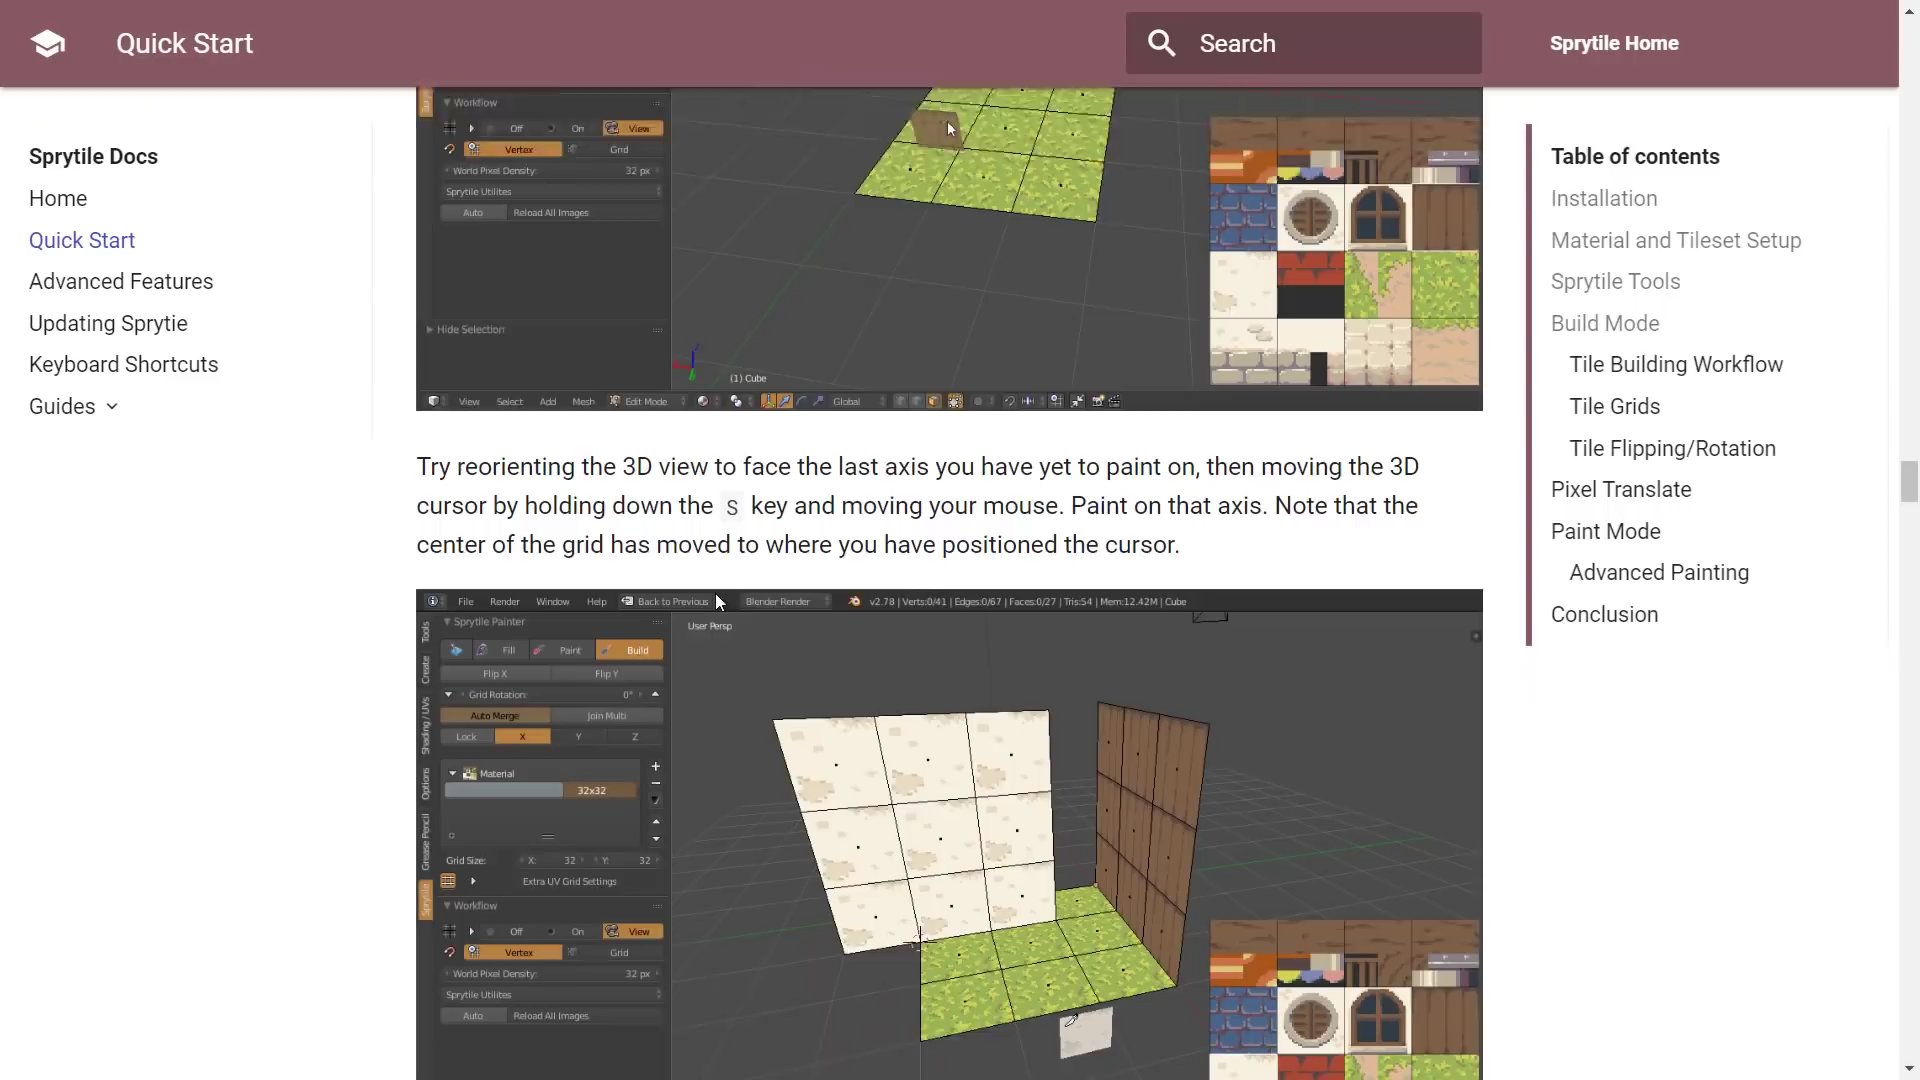 Quick Start
Search
Sprytile Home
Sprytile Docs
Home
Quick Start
Advanced Features
Updating Sprytie
Keyboard Shortcuts
Guides
Workflow
Off On View
Vertex Grid
World Pixel Density: 32 px
Sprytile Utilites
Auto Reload All Images
Hide Selection
(1) Cube
View Select Add Mesh Edit Mode Global
Try reorienting the 3D view to face the last axis you have yet to paint on, then moving the 3D
cursor by holding down the S key and moving your mouse. Paint on that axis. Note that the
center of the grid has moved to where you have positioned the cursor.
File Render Window Help Back to Previous Blender Render v2.78 | Verts:0/41 | Edges:0/67 | Faces:0/27 | Tris:54 | Mem:12.42M | Cube
User Persp
Tools
Create
Shading / UVs
Options
Grease Pencil
Sprytile
Sprytile Painter
Fill Paint Build
Flip X Flip Y
Grid Rotation: 0°
Auto Merge Join Multi
Lock X Y Z
Material
32x32
Grid Size: X: 32 Y: 32
Extra UV Grid Settings
Workflow
Off On View
Vertex Grid
World Pixel Density: 32 px
Sprytile Utilites
Auto Reload All Images
Table of contents
Installation
Material and Tileset Setup
Sprytile Tools
Build Mode
Tile Building Workflow
Tile Grids
Tile Flipping/Rotation
Pixel Translate
Paint Mode
Advanced Painting
Conclusion